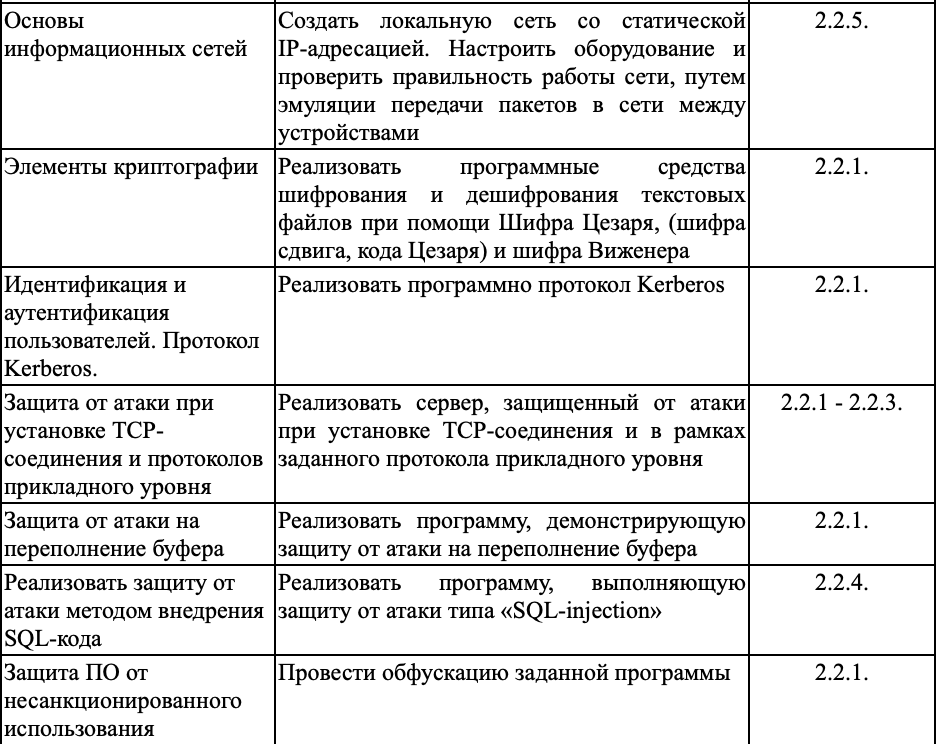 Основы
информационных сетей
Создать локальную сеть со статической
IP-адресацией. Настроить оборудование и
проверить правильность работы сети, путем
эмуляции передачи пакетов в сети между
устройствами
2.2.5.
Элементы криптографии
Реализовать программные средства
шифрования и дешифрования текстовых
файлов при помощи Шифра Цезаря, (шифра
сдвига, кода Цезаря) и шифра Виженера
2.2.1.
Идентификация и
аутентификация
пользователей. Протокол
Kerberos.
Реализовать программно протокол Kerberos
2.2.1.
Защита от атаки при
установке TCP-
соединения и протоколов
прикладного уровня
Реализовать сервер, защищенный от атаки
при установке TCP-соединения и в рамках
заданного протокола прикладного уровня
2.2.1 - 2.2.3.
Защита от атаки на
переполнение буфера
Реализовать программу, демонстрирующую
защиту от атаки на переполнение буфера
2.2.1.
Реализовать защиту от
атаки методом внедрения
SQL-кода
Реализовать программу, выполняющую
защиту от атаки типа «SQL-injection»
2.2.4.
Защита ПО от
несанкционированного
использования
Провести обфускацию заданной программы
2.2.1.